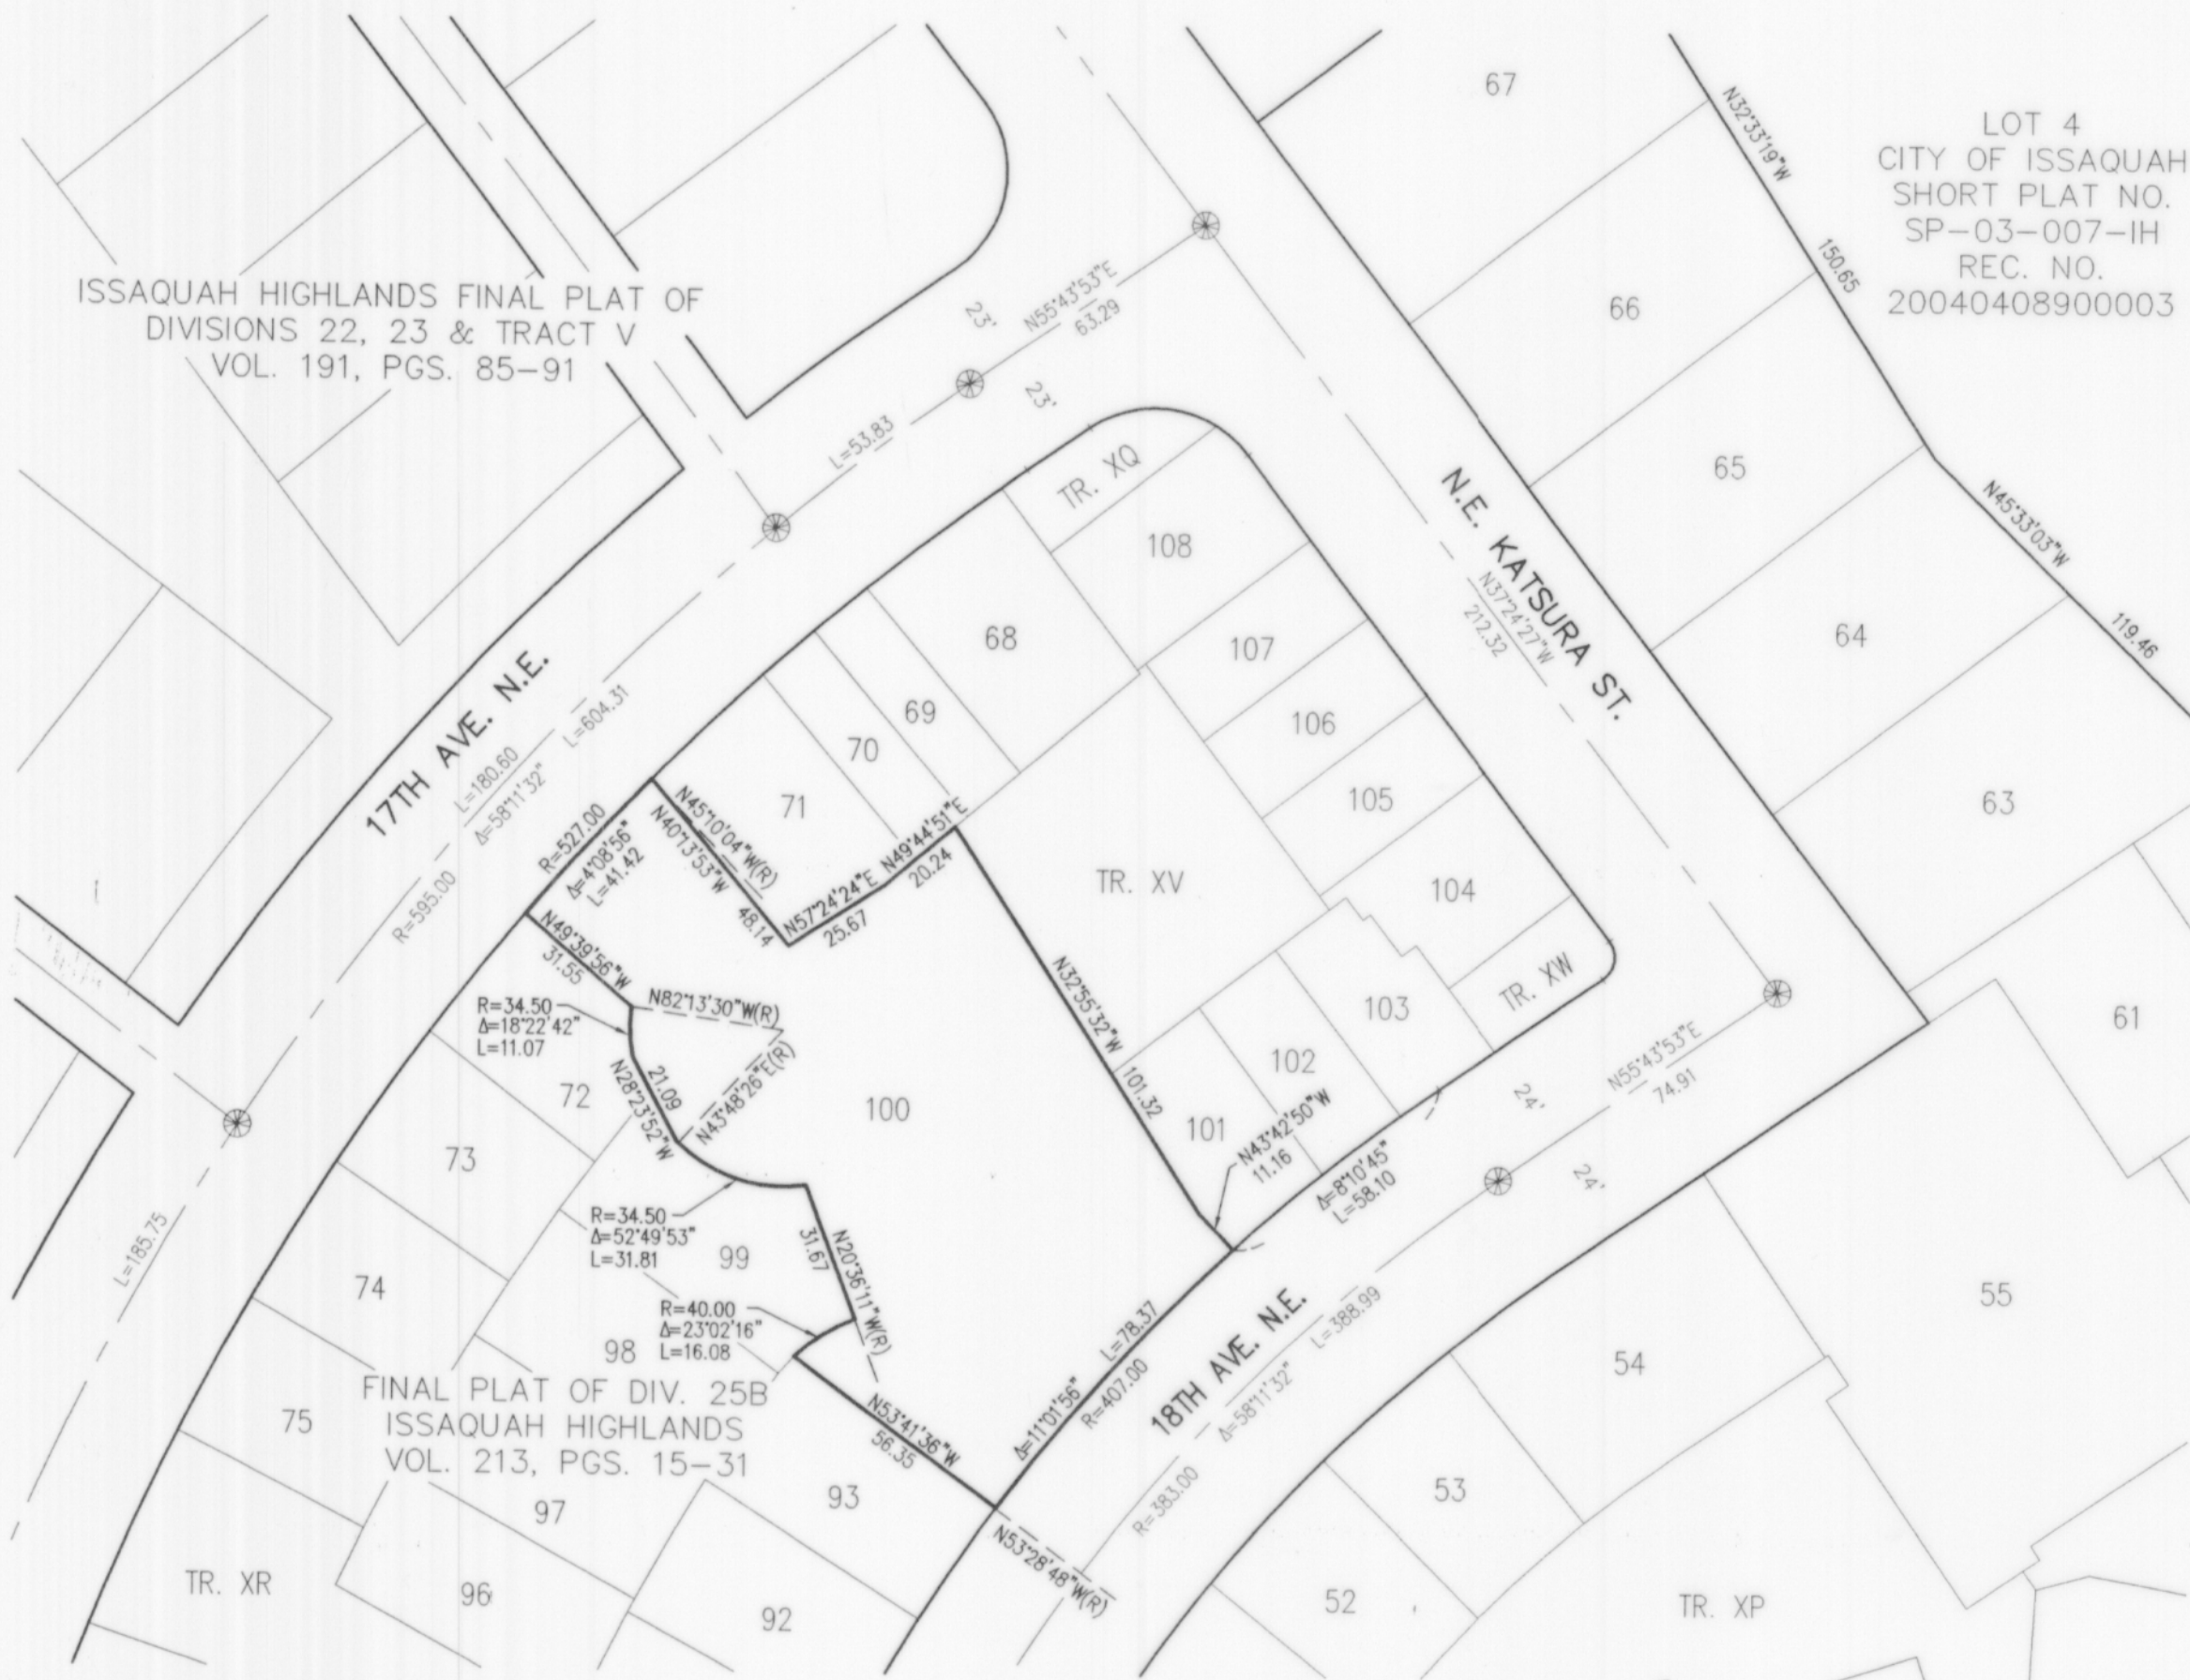 67
LOT 4
CITY OF ISSAQUAH
SHORT PLAT NO.
SP-03-007-IH
REC. NO.
20040408900003
N32°33'19"W
150.65
N45°33'03"W
119.46
ISSAQUAH HIGHLANDS FINAL PLAT OF
DIVISIONS 22, 23 & TRACT V
VOL. 191, PGS. 85-91
23'
N55°43'53"E
63.29
23'
L=53.83
66
65
64
63
61
TR. XQ
108
107
106
105
104
TR. XW
103
102
101
N.E. KATSURA ST.
N37°24'27"W
212.32
68
69
70
71
TR. XV
17TH AVE. N.E.
L=180.60
Δ=58°11'32"
L=604.31
R=595.00
R=527.00
Δ=4°08'56"
L=41.42
N45°10'04"W(R)
N40°13'53"W
48.14
N57°24'24"E
25.67
N49°44'51"E
20.24
N49°39'56"W
31.55
N82°13'30"W(R)
R=34.50
Δ=18°22'42"
L=11.07
21.09
N28°23'52"W
N43°48'26"E(R)
N32°55'32"W
101.32
100
N43°42'50"W
11.16
Δ=8°10'45"
L=58.10
24'
N55°43'53"E
74.91
24'
72
73
74
75
L=185.75
R=34.50
Δ=52°49'53"
L=31.81
99
31.67
N20°36'11"W(R)
R=40.00
Δ=23°02'16"
L=16.08
98
FINAL PLAT OF DIV. 25B
ISSAQUAH HIGHLANDS
VOL. 213, PGS. 15-31
N53°41'36"W
56.35
L=78.37
Δ=11°01'56"
R=407.00
18TH AVE. N.E.
L=388.99
Δ=58°11'32"
R=383.00
N53°28'48"W(R)
97
96
93
92
TR. XR
55
54
53
52
TR. XP